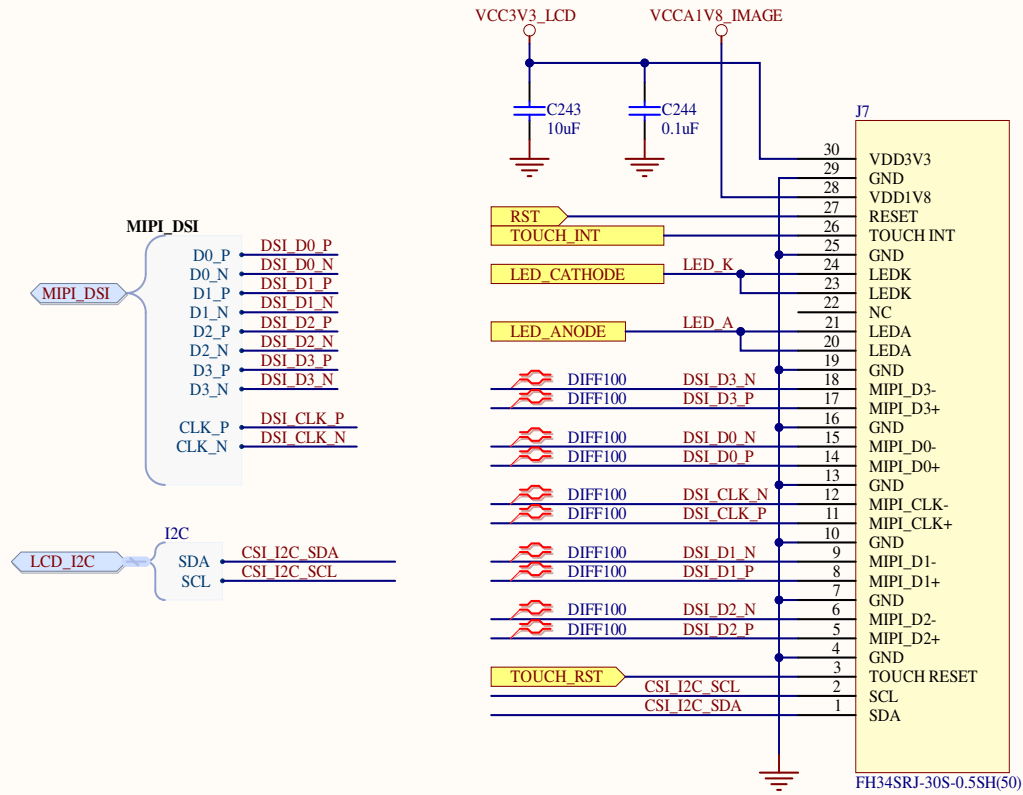 VCC3V3_LCD
VCCA1V8_IMAGE
C243
10uF
C244
0.1uF
J7
30 VDD3V3
29 GND
28 VDD1V8
RST 27 RESET
TOUCH_INT 26 TOUCH INT
25 GND
LED_CATHODE LED_K 24 LEDK
23 LEDK
22 NC
LED_ANODE LED_A 21 LEDA
20 LEDA
19 GND
DIFF100 DSI_D3_N 18 MIPI_D3-
DIFF100 DSI_D3_P 17 MIPI_D3+
16 GND
DIFF100 DSI_D0_N 15 MIPI_D0-
DIFF100 DSI_D0_P 14 MIPI_D0+
13 GND
DIFF100 DSI_CLK_N 12 MIPI_CLK-
DIFF100 DSI_CLK_P 11 MIPI_CLK+
10 GND
DIFF100 DSI_D1_N 9 MIPI_D1-
DIFF100 DSI_D1_P 8 MIPI_D1+
7 GND
DIFF100 DSI_D2_N 6 MIPI_D2-
DIFF100 DSI_D2_P 5 MIPI_D2+
4 GND
TOUCH_RST 3 TOUCH RESET
CSI_I2C_SCL 2 SCL
CSI_I2C_SDA 1 SDA
FH34SRJ-30S-0.5SH(50)
MIPI_DSI
MIPI_DSI
D0_P DSI_D0_P
D0_N DSI_D0_N
D1_P DSI_D1_P
D1_N DSI_D1_N
D2_P DSI_D2_P
D2_N DSI_D2_N
D3_P DSI_D3_P
D3_N DSI_D3_N
CLK_P DSI_CLK_P
CLK_N DSI_CLK_N
I2C
LCD_I2C
SDA CSI_I2C_SDA
SCL CSI_I2C_SCL